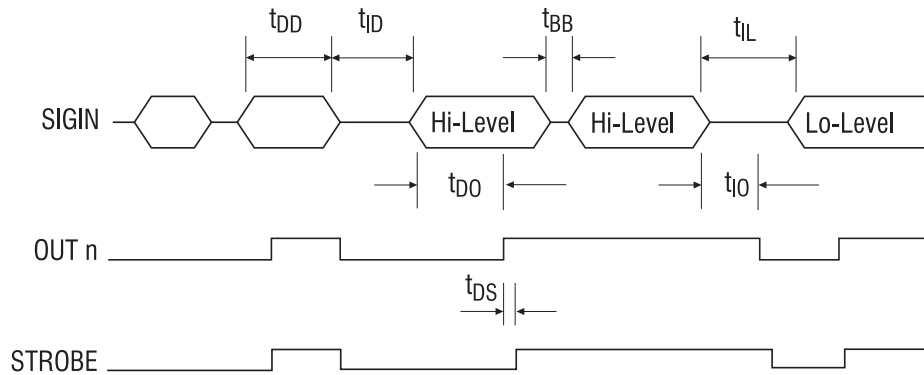 tDD tID tBB tIL
SIGIN Hi-Level Hi-Level Lo-Level
tDO tIO
OUT n
tDS
STROBE